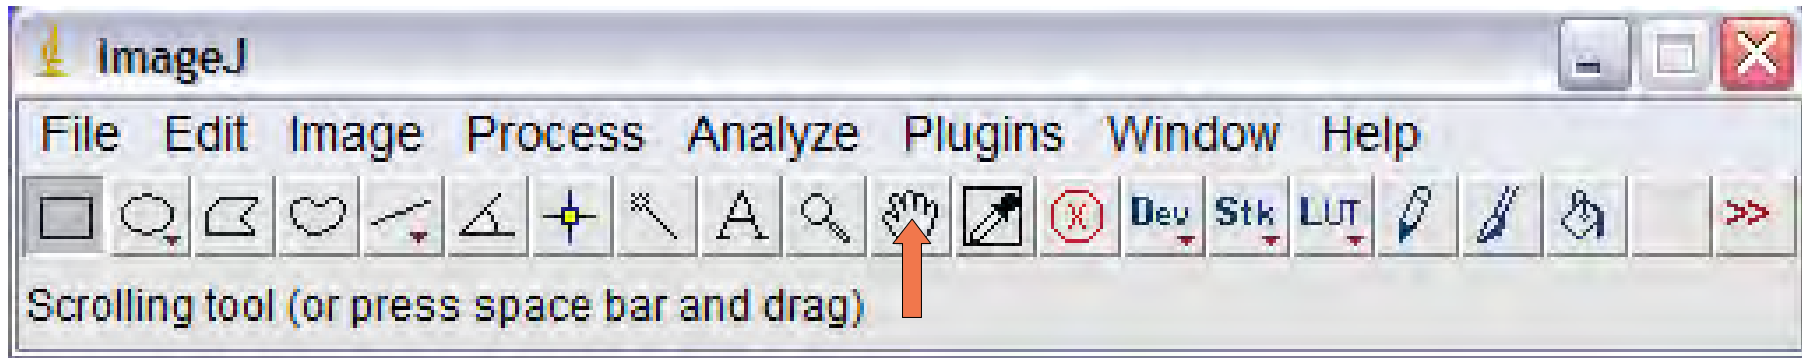 ImageJ
File Edit Image Process Analyze Plugins Window Help
A Dev Stk LUT >>
Scrolling tool (or press space bar and drag)